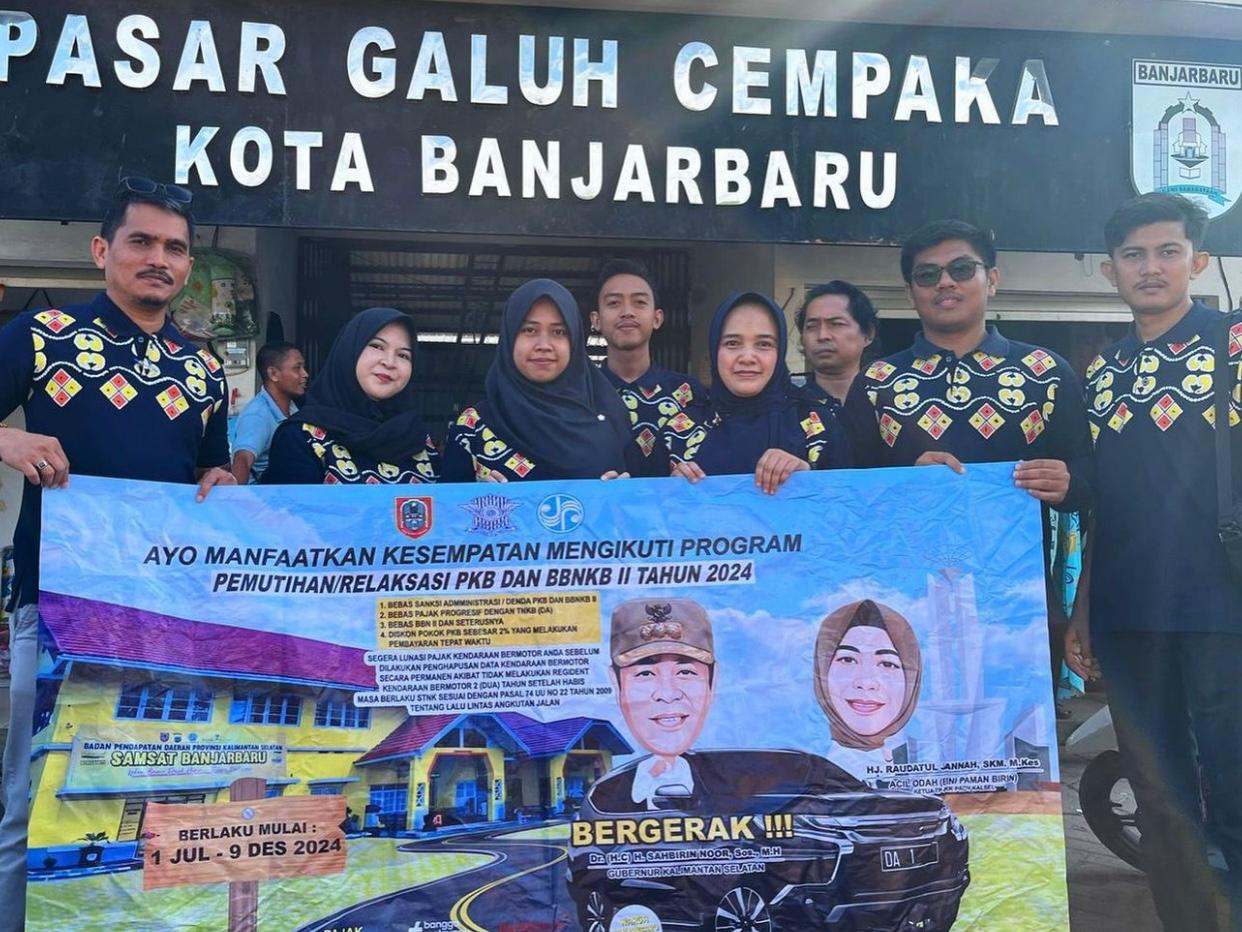 PASAR GALUH CEMPAKA
KOTA BANJARBARU
BANJARBARU
AYO MANFAATKAN KESEMPATAN MENGIKUTI PROGRAM
PEMUTIHAN/RELAKSASI PKB DAN BBNKB II TAHUN 2024
1. BEBAS SANKSI ADMMINISTRASI / DENDA PKB DAN BBNKB II
2. BEBAS PAJAK PROGRESIF DENGAN TNKB (DA)
3. BEBAS BBN II DAN SETERUSNYA
4. DISKON POKOK PKB SEBESAR 2% YANG MELAKUKAN
PEMBAYARAN TEPAT WAKTU
SEGERA LUNASI PAJAK KENDARAAN BERMOTOR ANDA SEBELUM
DILAKUKAN PENGHAPUSAN DATA KENDARAAN BERMOTOR
SECARA PERMANEN AKIBAT TIDAK MELAKUKAN REGIDENT
KENDARAAN BERMOTOR 2 (DUA) TAHUN SETELAH HABIS
MASA BERLAKU STNK SESUAI DENGAN PASAL 74 UU NO 22 TAHUN 2009
TENTANG LALU LINTAS ANGKUTAN JALAN
BADAN PENDAPATAN DAERAH PROVINSI KALIMANTAN SELATAN
SAMSAT BANJARBARU
BERLAKU MULAI :
1 JUL - 9 DES 2024
HJ. RAUDATUL JANNAH, SKM. M.Kes
ACIL ODAH (BINI PAMAN BIRIN)
BERGERAK !!!
Dr. (H.C) H. SAHBIRIN NOOR, Sos., M.H
GUBERNUR KALIMANTAN SELATAN
DA 1
PAJAK
bangga